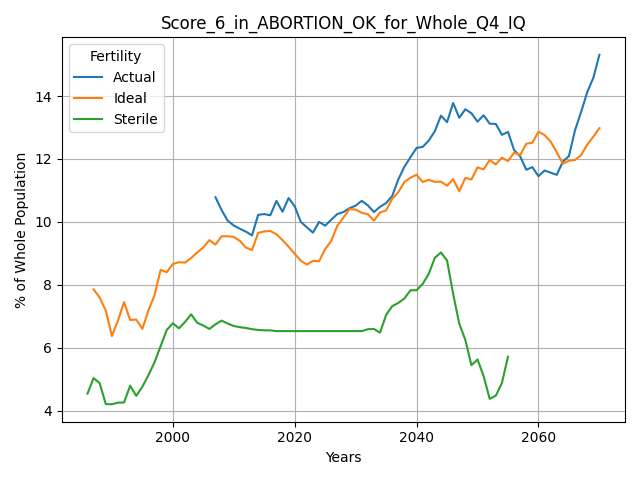 Score_6_in_ABORTION_OK_for_Whole_Q4_IQ
Fertility
Actual
Ideal
Sterile
% of Whole Population
14
12
10
8
6
4
2000 2020 2040 2060
Years